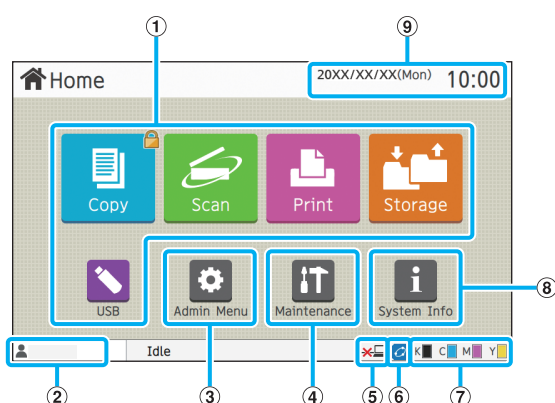 ① ⑨
Home 20XX/XX/XX(Mon) 10:00
Copy Scan Print Storage
USB Admin Menu Maintenance System Info
⑧
Idle K C M Y
② ③ ④ ⑤ ⑥ ⑦